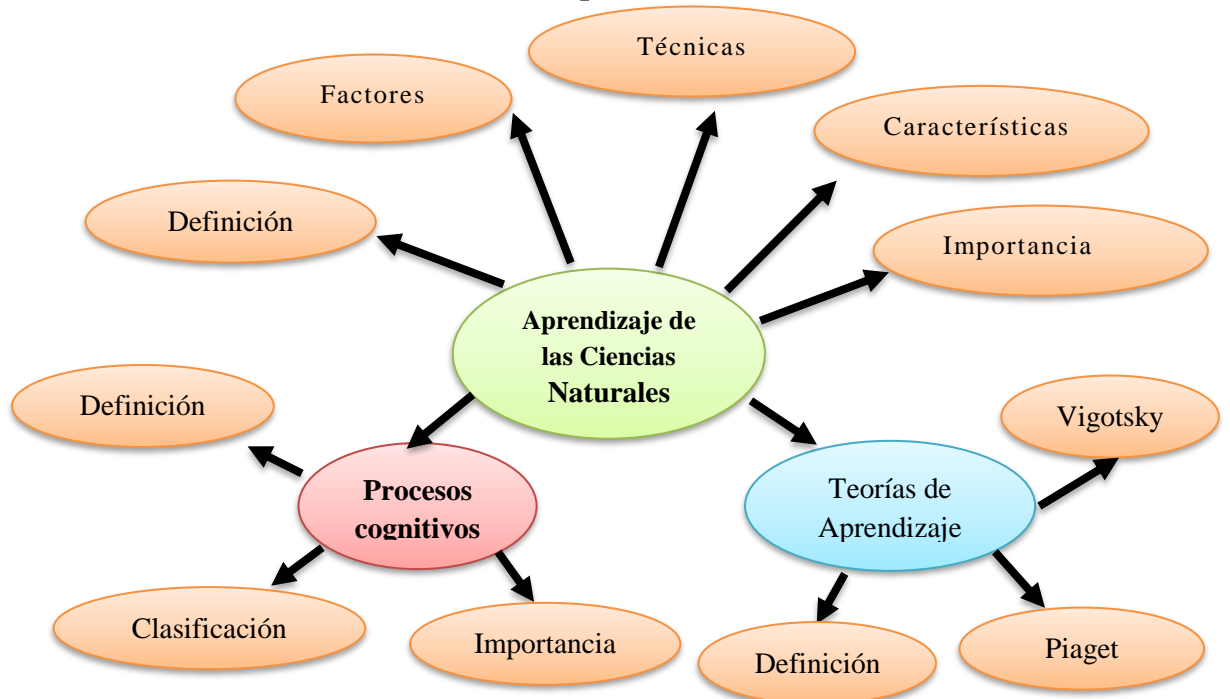 Técnicas
Factores
Características
Definición
Importancia
Aprendizaje de
las Ciencias
Naturales
Definición
Vigotsky
Procesos
cognitivos
Teorías de
Aprendizaje
Clasificación
Importancia
Definición
Piaget